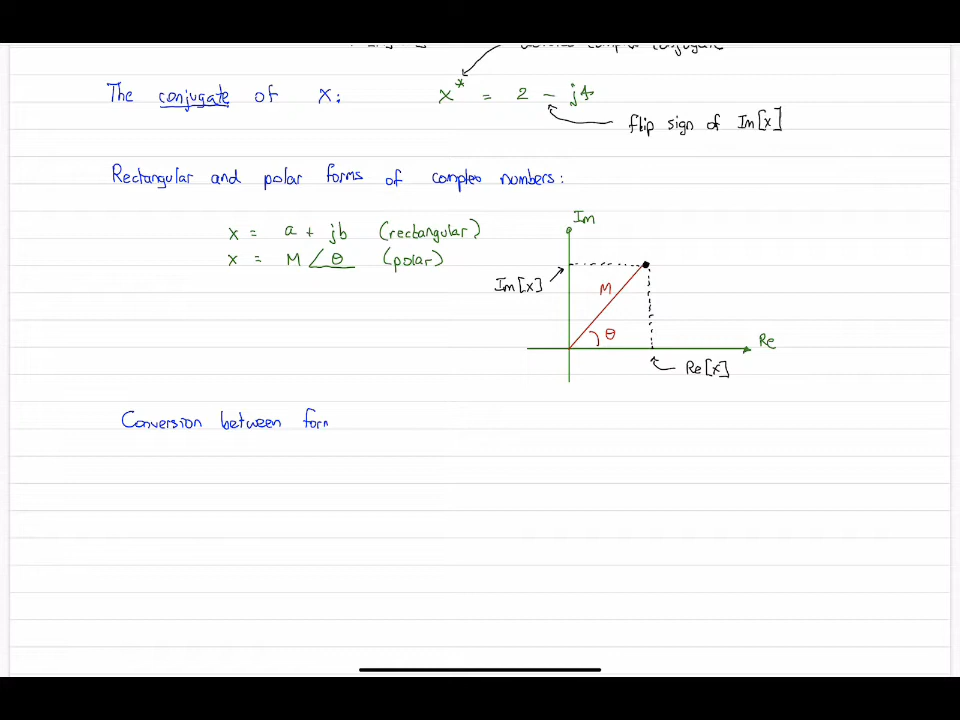 The conjugate of X: x* = 2 - j4
flip sign of Im[x]
Rectangular and polar forms of complex numbers:
x = a + jb (rectangular)
x = M∠θ (polar)
Im
Im[x]
M
θ
Re
Re[x]
Conversion between form